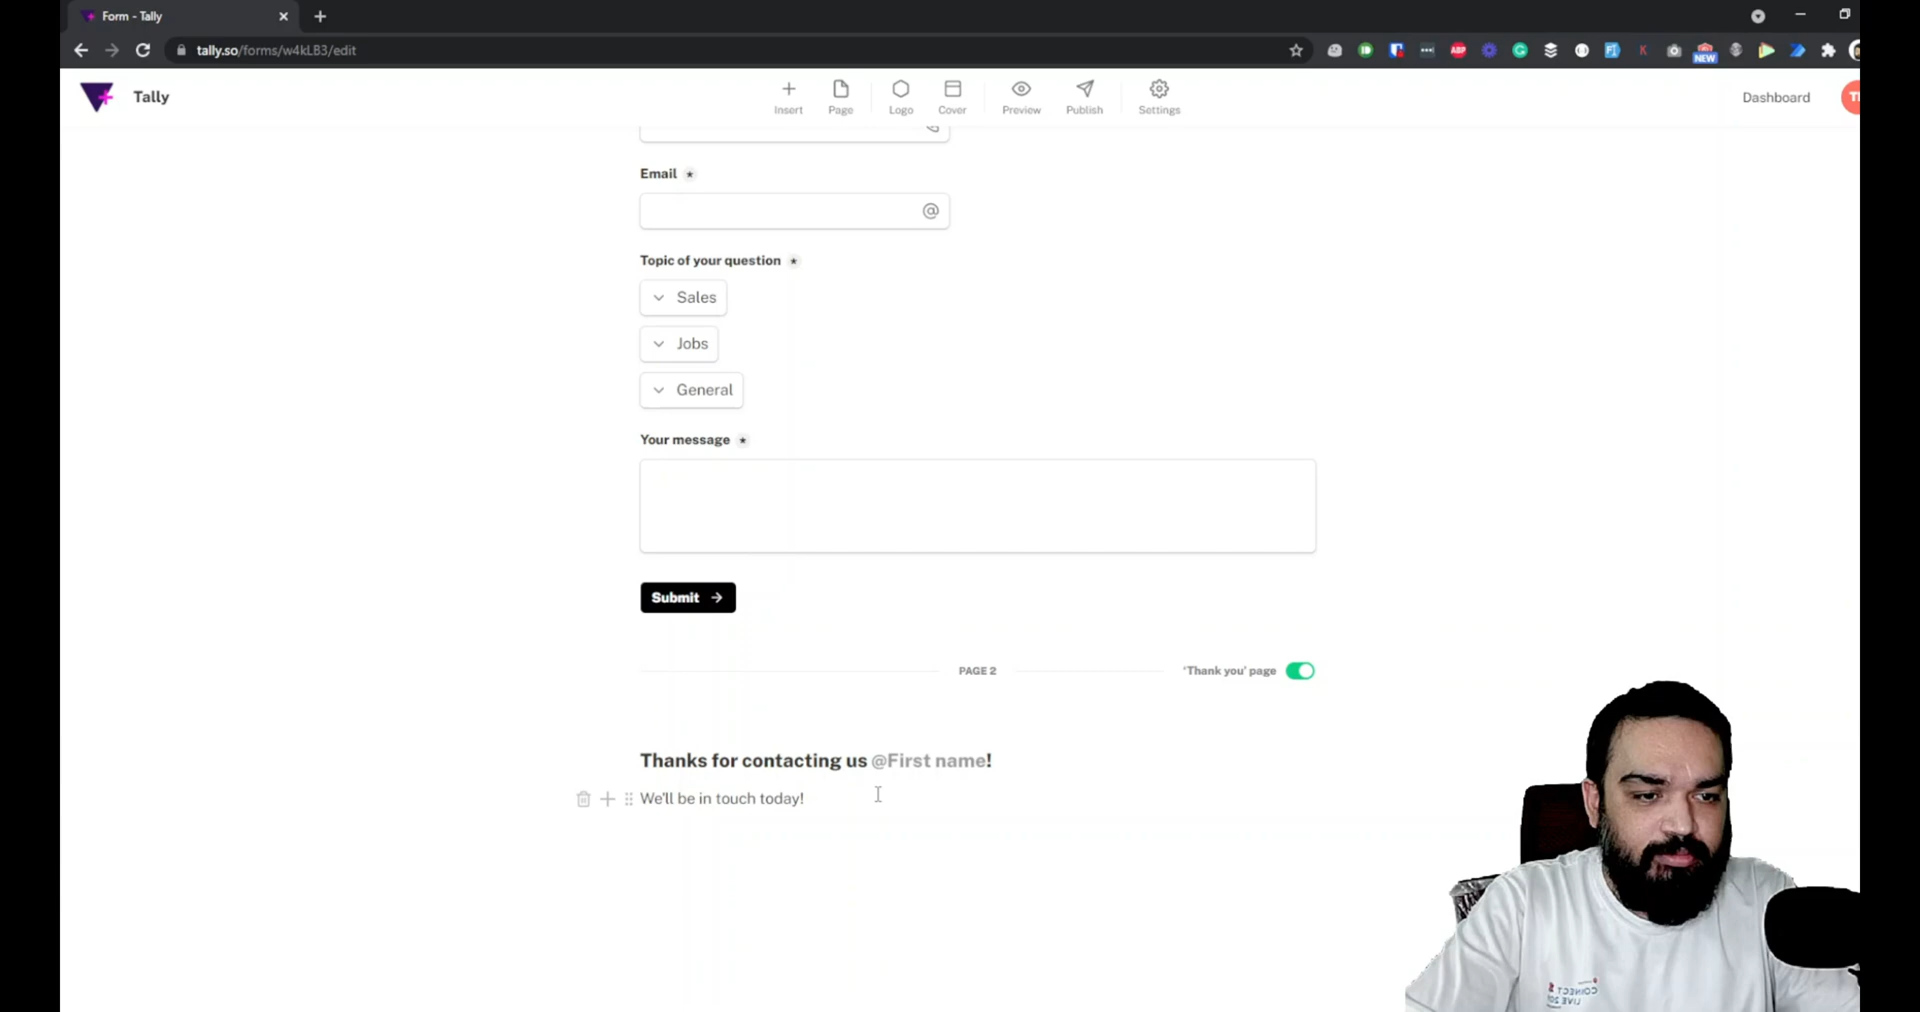 Form - Tally
tally.so/forms/w4kLB3/edit
ABP
NEW
Tally
Insert
Page
Logo
Cover
Preview
Publish
Settings
Dashboard
Email *
@
Topic of your question *
Sales
Jobs
General
Your message *
Submit →
PAGE 2
'Thank you' page
Thanks for contacting us @First name!
We'll be in touch today!